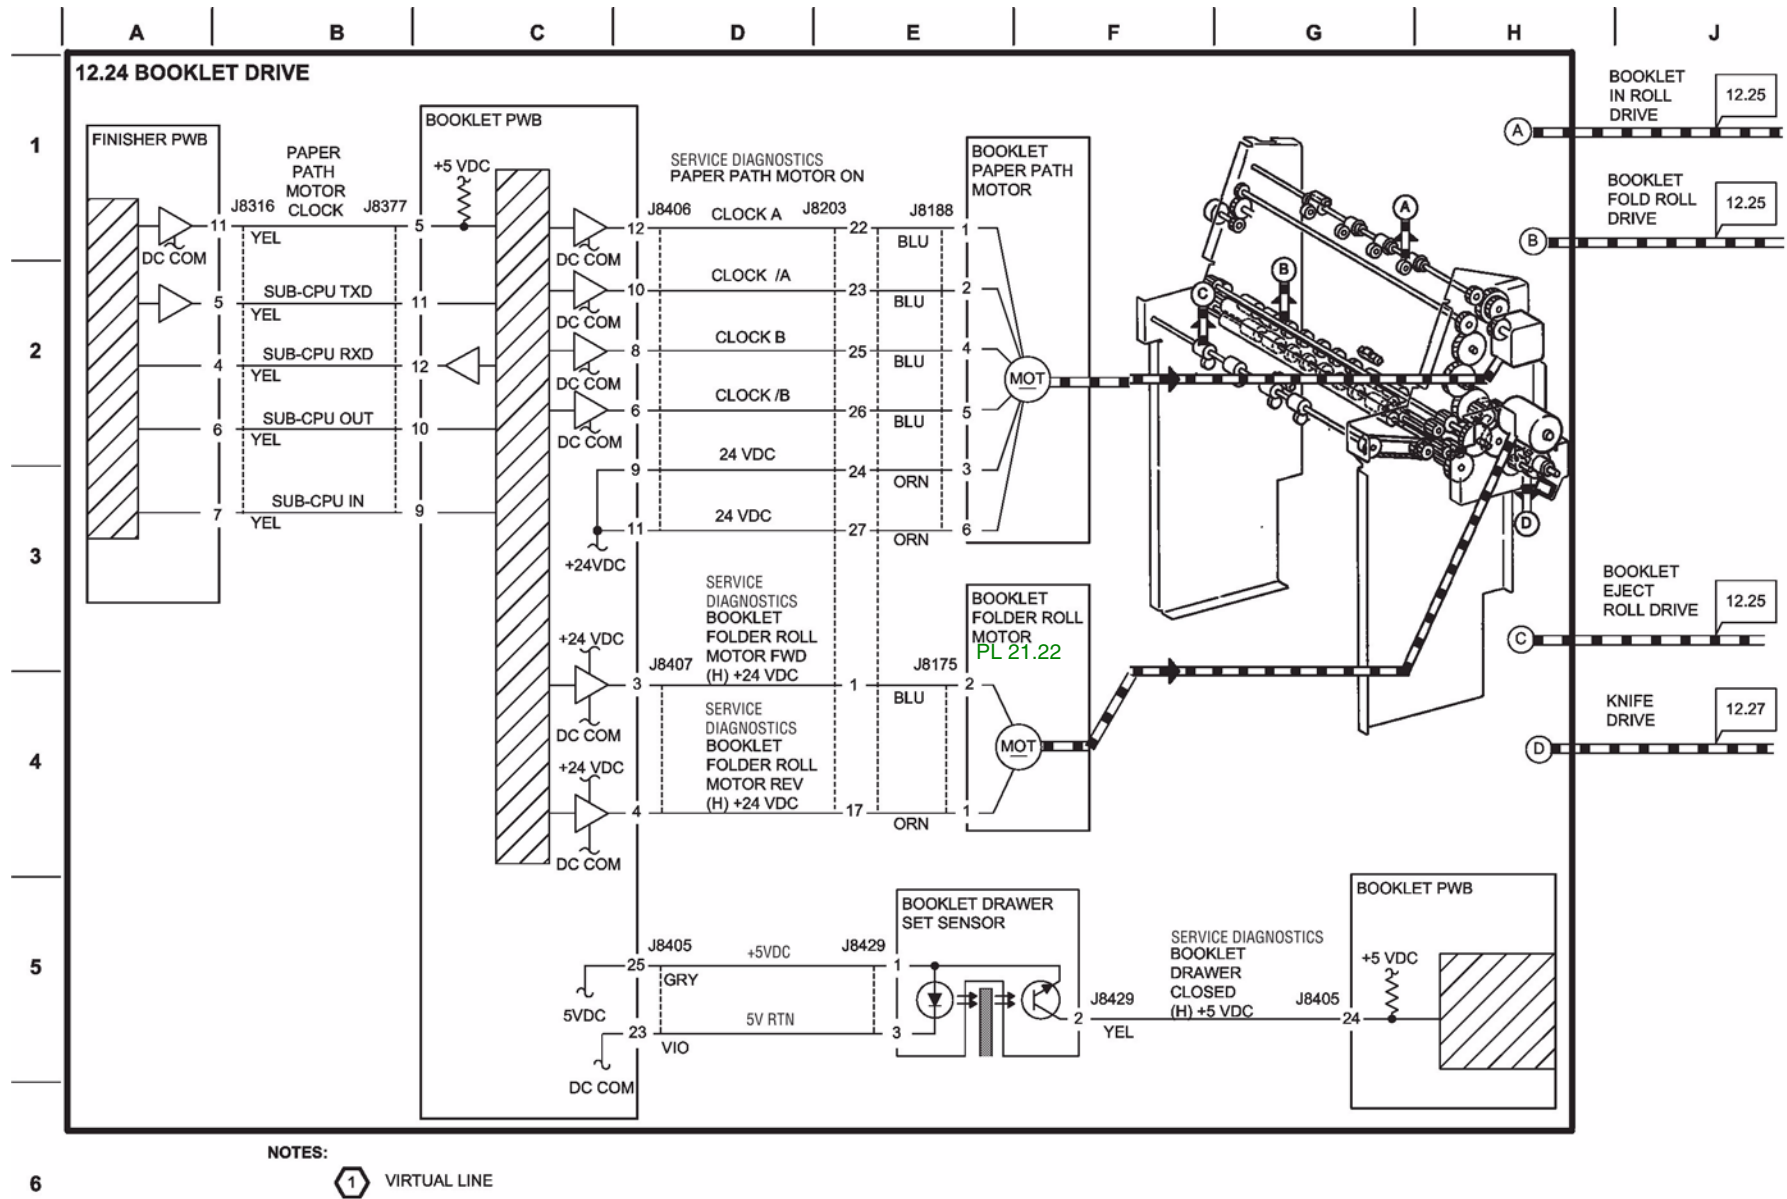 A B C D E F G H J
12.24 BOOKLET DRIVE
1
2
3
4
5
6
FINISHER PWB
PAPER
PATH
MOTOR
CLOCK
J8316
J8377
11
YEL
5
DC COM
5
SUB-CPU TXD
YEL
11
4
SUB-CPU RXD
YEL
12
6
SUB-CPU OUT
YEL
10
7
SUB-CPU IN
YEL
9
BOOKLET PWB
+5 VDC
DC COM
DC COM
DC COM
DC COM
+24VDC
+24 VDC
DC COM
+24 VDC
DC COM
5VDC
DC COM
SERVICE DIAGNOSTICS
PAPER PATH MOTOR ON
J8406
J8203
J8188
12
CLOCK A
22
BLU
1
10
CLOCK /A
23
BLU
2
8
CLOCK B
25
BLU
4
6
CLOCK /B
26
BLU
5
9
24 VDC
24
ORN
3
11
24 VDC
27
ORN
6
BOOKLET
PAPER PATH
MOTOR
MOT
SERVICE
DIAGNOSTICS
BOOKLET
FOLDER ROLL
MOTOR FWD
(H) +24 VDC
J8407
J8175
3
1
BLU
2
SERVICE
DIAGNOSTICS
BOOKLET
FOLDER ROLL
MOTOR REV
(H) +24 VDC
4
17
ORN
1
BOOKLET
FOLDER ROLL
MOTOR
PL 21.22
MOT
J8405
+5VDC
J8429
25
GRY
1
23
5V RTN
VIO
3
BOOKLET DRAWER
SET SENSOR
2
J8429
YEL
SERVICE DIAGNOSTICS
BOOKLET
DRAWER
CLOSED
(H) +5 VDC
J8405
24
BOOKLET PWB
+5 VDC
A
B
C
D
BOOKLET
IN ROLL
DRIVE
12.25
A
BOOKLET
FOLD ROLL
DRIVE
12.25
B
BOOKLET
EJECT
ROLL DRIVE
12.25
C
KNIFE
DRIVE
12.27
D
NOTES:
1 VIRTUAL LINE